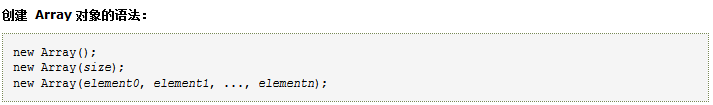 创建 Array 对象的语法：
new Array();
new Array(size);
new Array(element0, element1, ..., elementn);